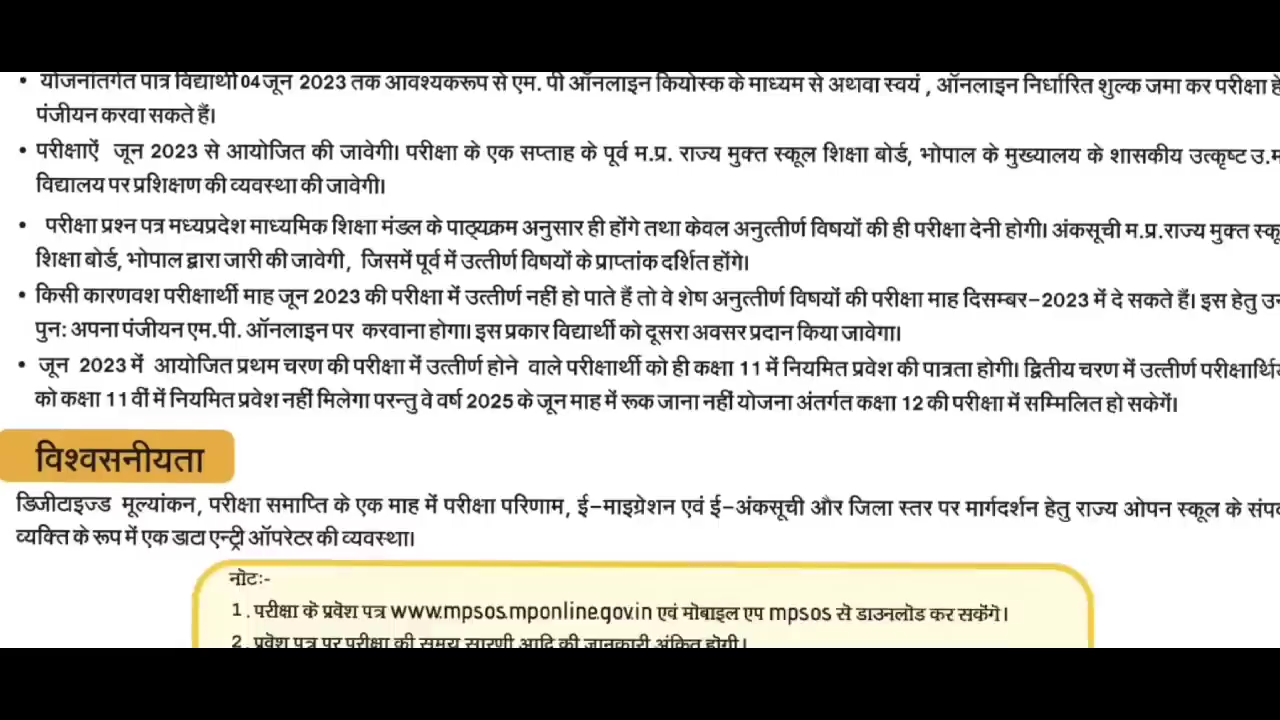 • योजनांतर्गत पात्र विद्यार्थी 04 जून 2023 तक आवश्यकरूप से एम. पी ऑनलाइन कियोस्क के माध्यम से अथवा स्वयं , ऑनलाइन निर्धारित शुल्क जमा कर परीक्षा
पंजीयन करवा सकते हैं।
• परीक्षाऐं जून 2023 से आयोजित की जावेगी। परीक्षा के एक सप्ताह के पूर्व म.प्र. राज्य मुक्त स्कूल शिक्षा बोर्ड, भोपाल के मुख्यालय के शासकीय उत्कृष्ट
विद्यालय पर प्रशिक्षण की व्यवस्था की जावेगी।
• परीक्षा प्रश्न पत्र मध्यप्रदेश माध्यमिक शिक्षा मंडल के पाठ्यक्रम अनुसार ही होंगे तथा केवल अनुत्तीर्ण विषयों की ही परीक्षा देनी होगी। अंकसूची म.प्र.राज्य मुक्त
शिक्षा बोर्ड, भोपाल द्वारा जारी की जावेगी, जिसमें पूर्व में उत्तीर्ण विषयों के प्राप्तांक दर्शित होंगे।
• किसी कारणवश परीक्षार्थी माह जून 2023 की परीक्षा में उत्तीर्ण नहीं हो पाते हैं तो वे शेष अनुत्तीर्ण विषयों की परीक्षा माह दिसम्बर-2023 में दे सकते हैं। इस हेतु
पुन: अपना पंजीयन एम.पी. ऑनलाइन पर करवाना होगा। इस प्रकार विद्यार्थी को दूसरा अवसर प्रदान किया जावेगा।
• जून 2023 में आयोजित प्रथम चरण की परीक्षा में उत्तीर्ण होने वाले परीक्षार्थी को ही कक्षा 11 में नियमित प्रवेश की पात्रता होगी। द्वितीय चरण में उत्तीर्ण
को कक्षा 11 वीं में नियमित प्रवेश नहीं मिलेगा परन्तु वे वर्ष 2025 के जून माह में रूक जाना नहीं योजना अंतर्गत कक्षा 12 की परीक्षा में सम्मिलित हो सकेगें।
विश्वसनीयता
डिजीटाइज्ड मूल्यांकन, परीक्षा समाप्ति के एक माह में परीक्षा परिणाम, ई-माइग्रेशन एवं ई-अंकसूची और जिला स्तर पर मार्गदर्शन हेतु राज्य ओपन स्कूल के
व्यक्ति के रूप में एक डाटा एन्ट्री ऑपरेटर की व्यवस्था।
नोटः-
1. परीक्षा के प्रवेश पत्र www.mpsos.mponline.gov.in एवं मोबाइल एप mpsos से डाउनलोड कर सकेंगे।
2. प्रवेश पत्र पर परीक्षा की समय सारणी आदि की जानकारी अंकित होगी।